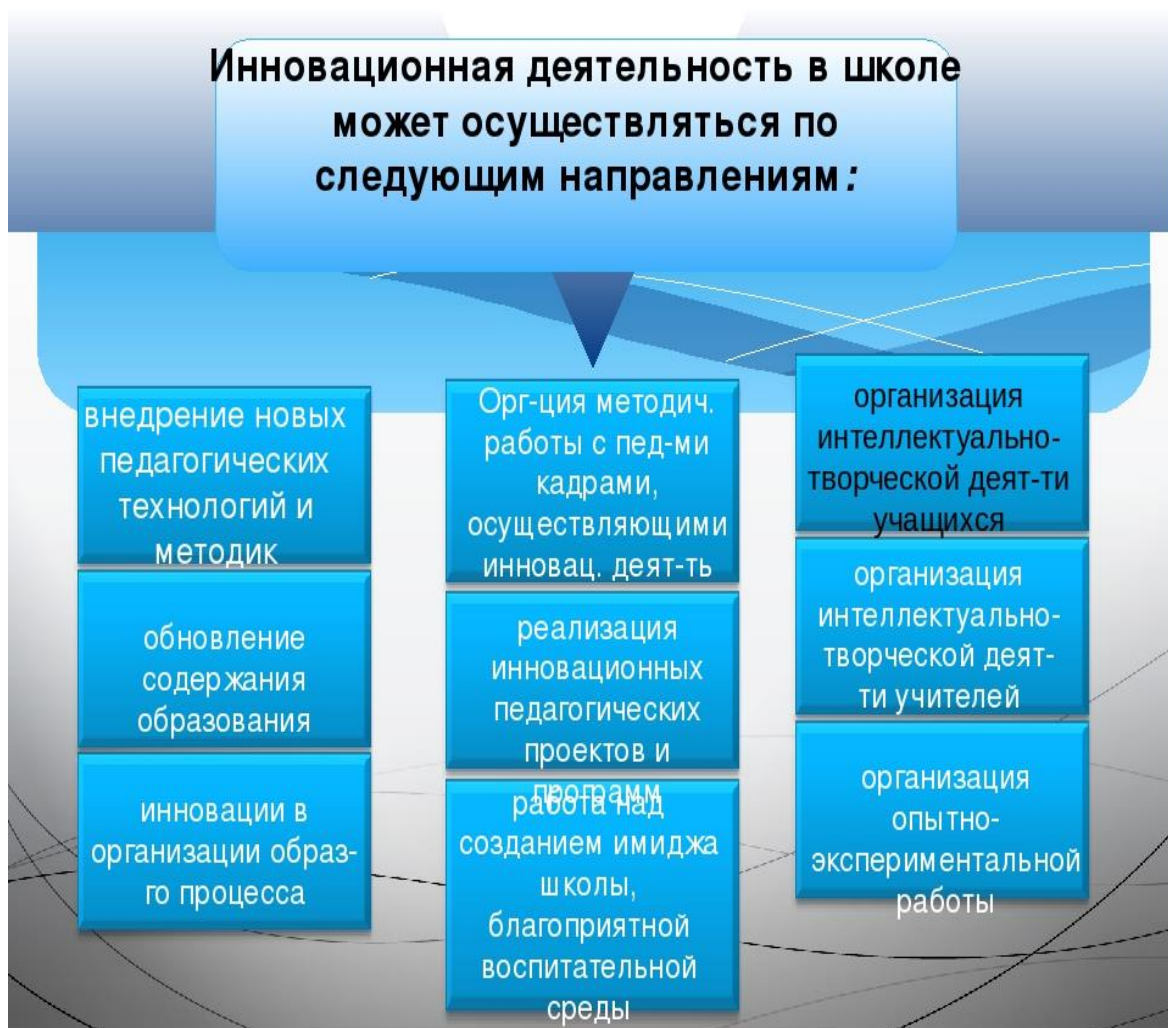 Инновационная деятельность в школе
может осуществляться по
следующим направлениям:
внедрение новых
педагогических
технологий и
методик
обновление
содержания
образования
инновации в
организации образ-
го процесса
Орг-ция методич.
работы с пед-ми
кадрами,
осуществляющими
инновац. деят-ть
реализация
инновационных
педагогических
проектов и
программ
работа над
созданием имиджа
школы,
благоприятной
воспитательной
среды
организация
интеллектуально-
творческой деят-ти
учащихся
организация
интеллектуально-
творческой деят-
ти учителей
организация
опытно-
экспериментальной
работы